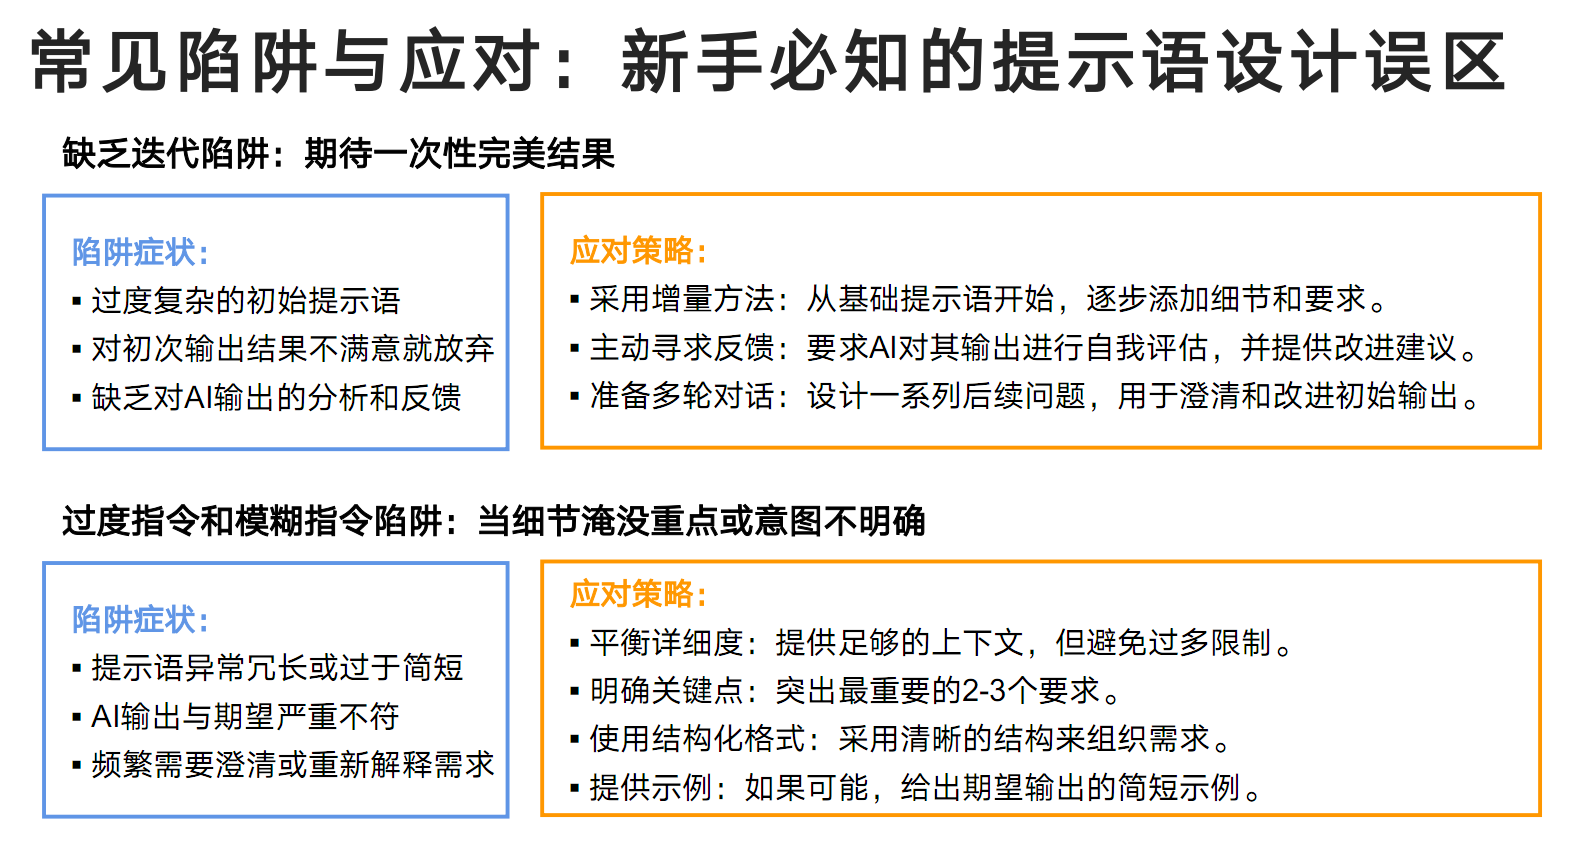 常见陷阱与应对：新手必知的提示语设计误区
缺乏迭代陷阱：期待一次性完美结果
陷阱症状：
▪ 过度复杂的初始提示语
▪ 对初次输出结果不满意就放弃
▪ 缺乏对AI输出的分析和反馈
应对策略：
▪ 采用增量方法：从基础提示语开始，逐步添加细节和要求。
▪ 主动寻求反馈：要求AI对其输出进行自我评估，并提供改进建议。
▪ 准备多轮对话：设计一系列后续问题，用于澄清和改进初始输出。
过度指令和模糊指令陷阱：当细节淹没重点或意图不明确
陷阱症状：
▪ 提示语异常冗长或过于简短
▪ AI输出与期望严重不符
▪ 频繁需要澄清或重新解释需求
应对策略：
▪ 平衡详细度：提供足够的上下文，但避免过多限制。
▪ 明确关键点：突出最重要的2-3个要求。
▪ 使用结构化格式：采用清晰的结构来组织需求。
▪ 提供示例：如果可能，给出期望输出的简短示例。